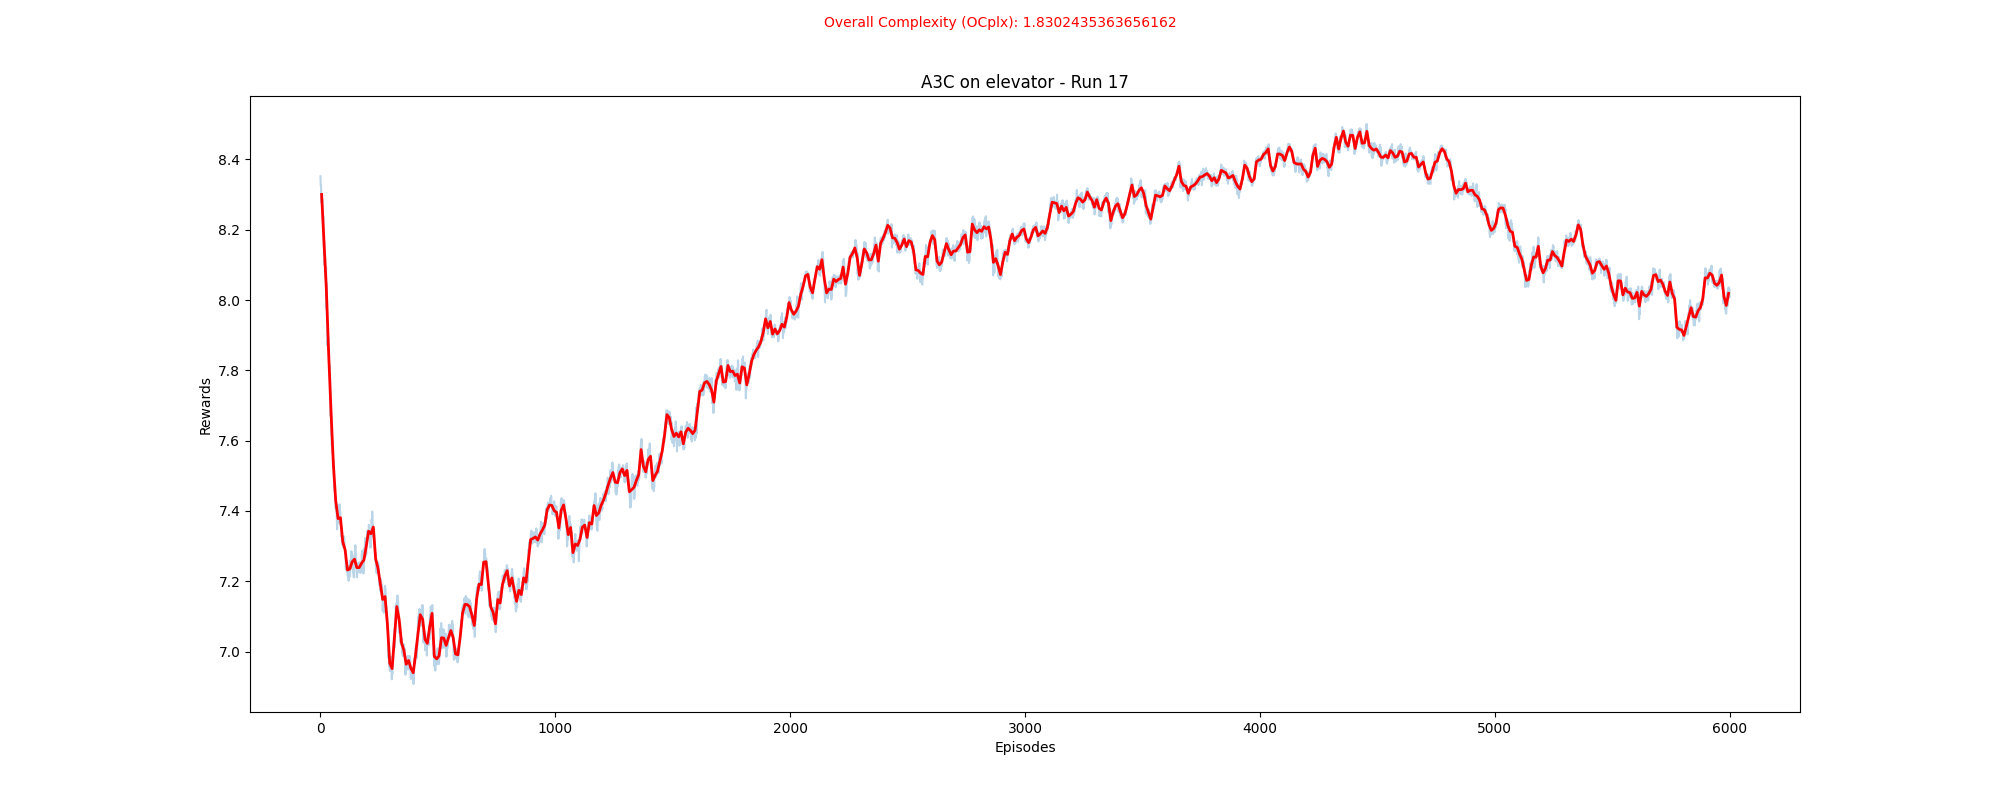 Overall Complexity (OCplx): 1.8302435363656162
A3C on elevator - Run 17
8.4
8.2
8.0
7.8
7.6
7.4
7.2
7.0
Rewards
0 1000 2000 3000 4000 5000 6000
Episodes